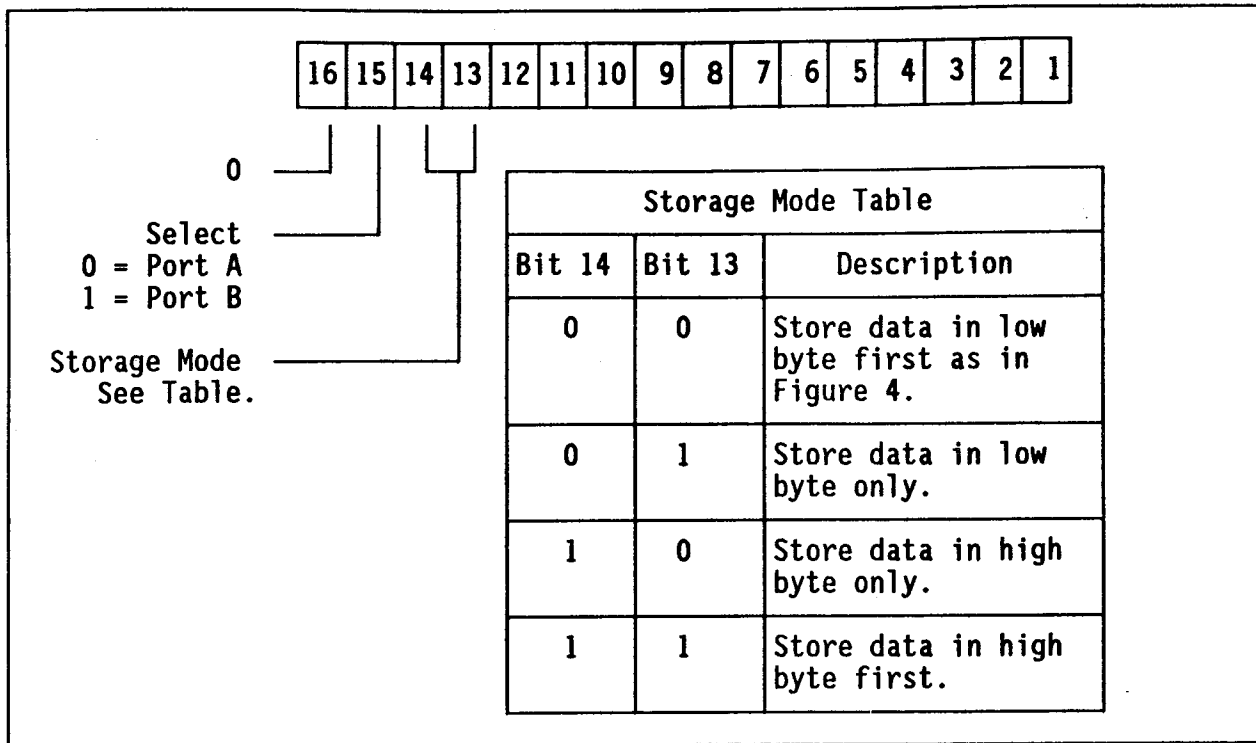 16 15 14 13 12 11 10 9 8 7 6 5 4 3 2 1
0
Select
0 = Port A
1 = Port B
Storage Mode
See Table.
Storage Mode Table
Bit 14 Bit 13 Description
0 0 Store data in low
byte first as in
Figure 4.
0 1 Store data in low
byte only.
1 0 Store data in high
byte only.
1 1 Store data in high
byte first.